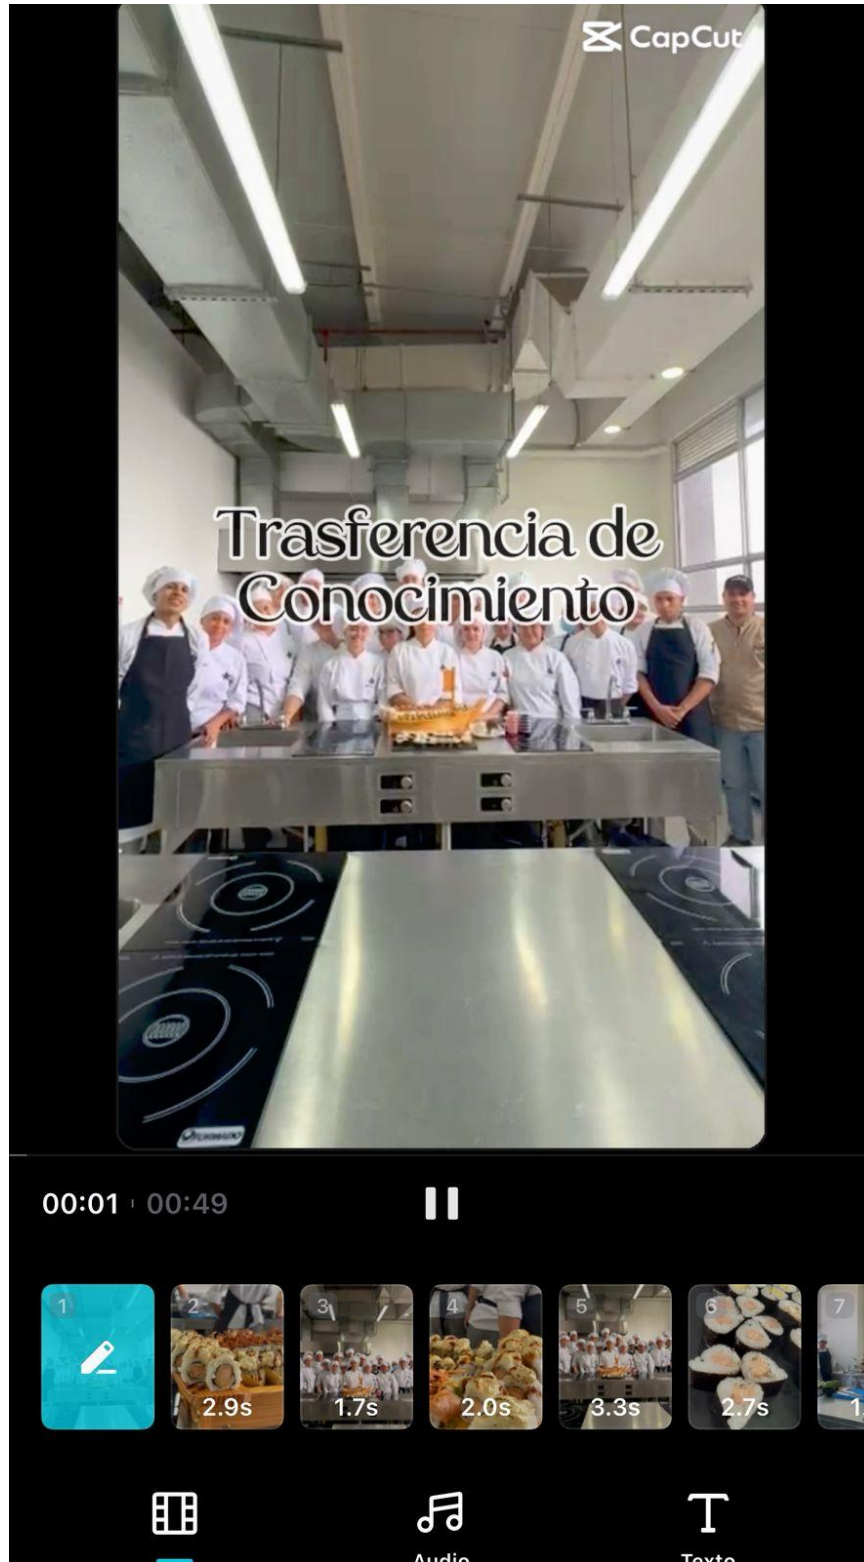 CapCut
Trasferencia de
Conocimiento
00:01 00:49
1 2 3 4 5 6 7
2.9s 1.7s 2.0s 3.3s 2.7s
Audio Texto